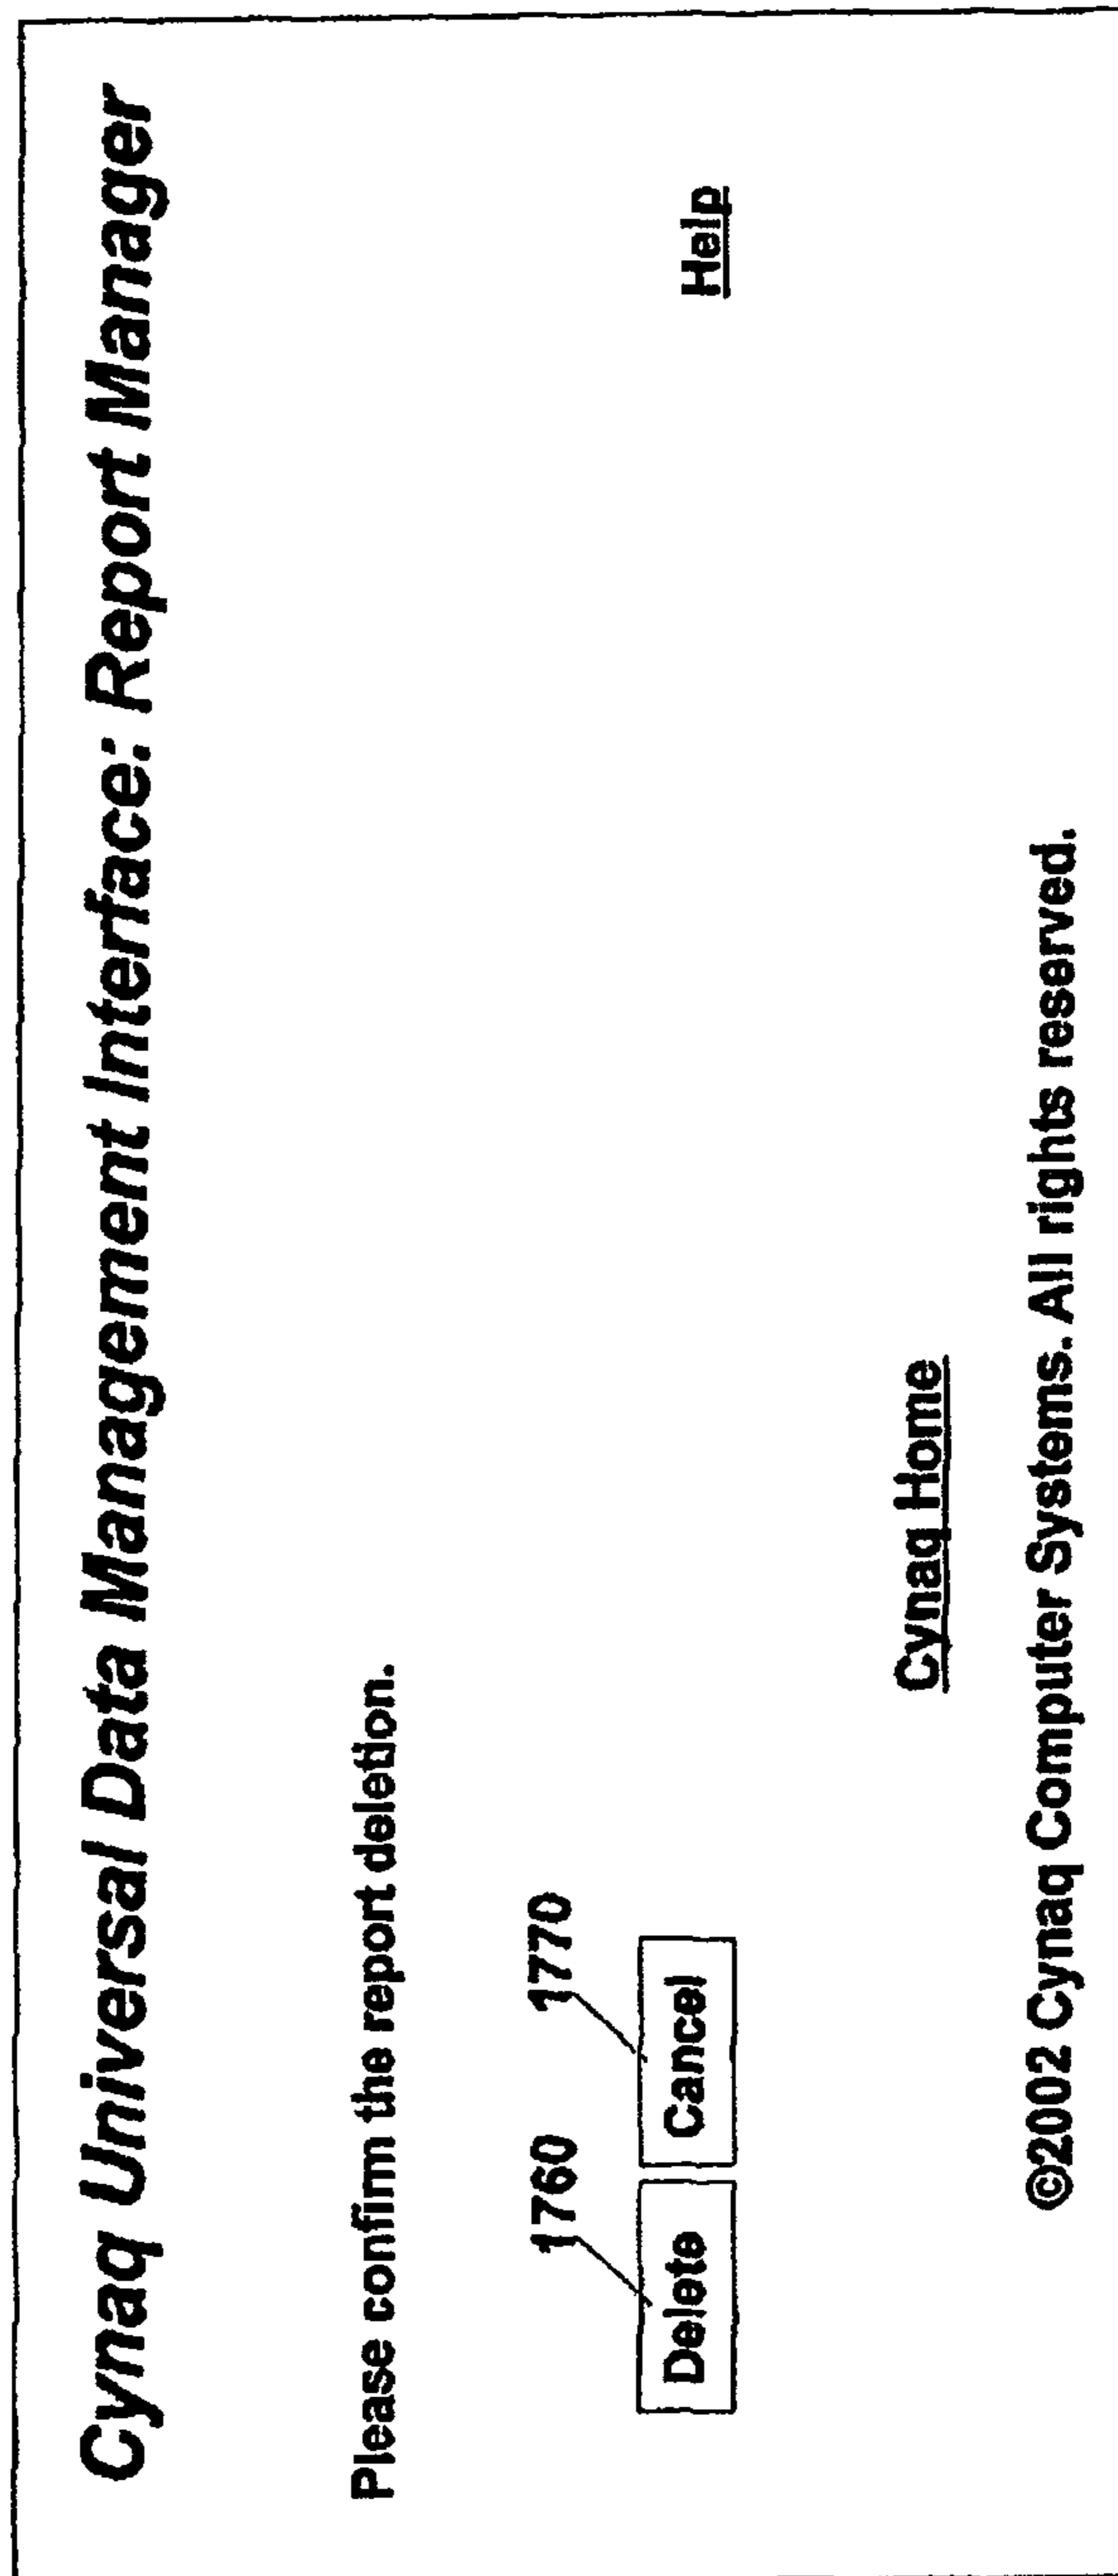 Cynaq Universal Data Management Interface: Report Manager
Please confirm the report deletion.
1760 1770
Delete Cancel Help
Cynaq Home
©2002 Cynaq Computer Systems. All rights reserved.